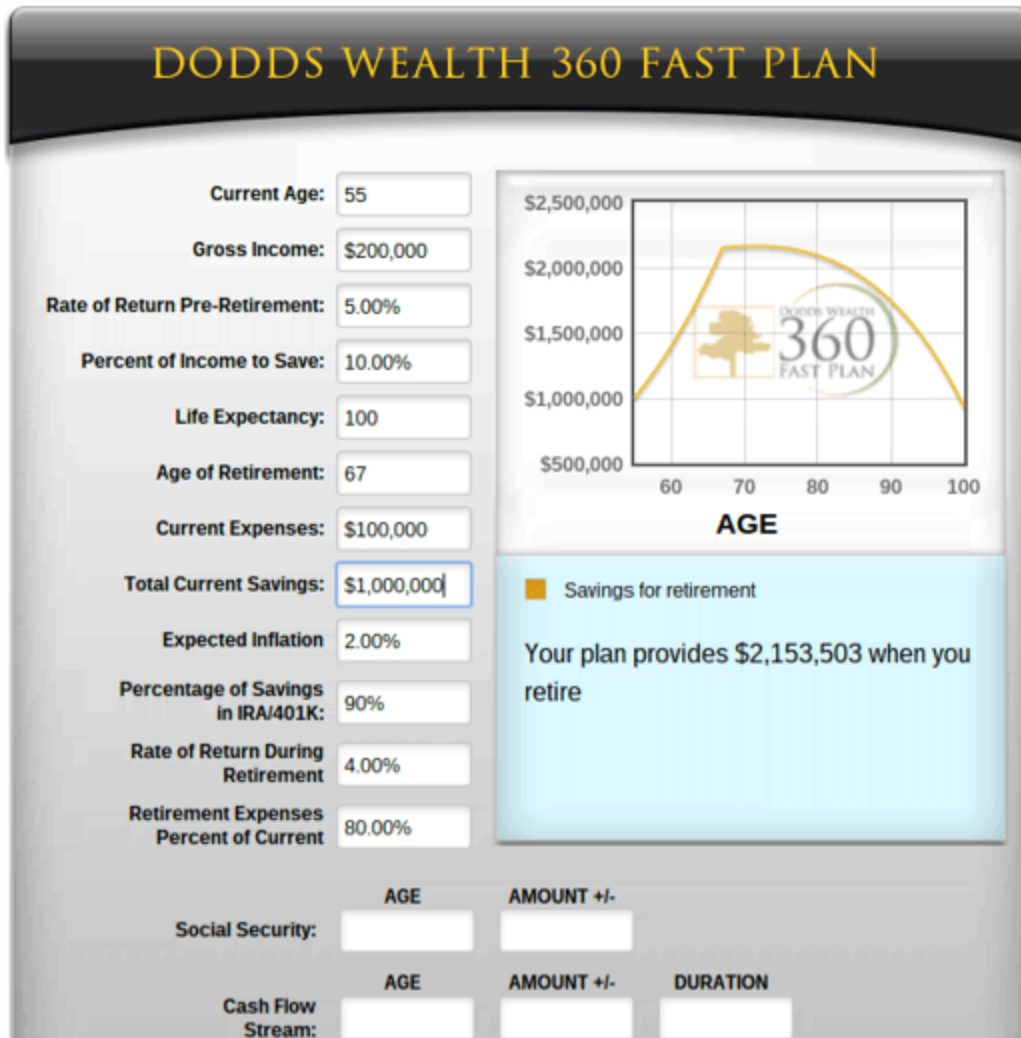 DODDS WEALTH 360 FAST PLAN
Current Age: 55
Gross Income: $200,000
Rate of Return Pre-Retirement: 5.00%
Percent of Income to Save: 10.00%
Life Expectancy: 100
Age of Retirement: 67
Current Expenses: $100,000
Total Current Savings: $1,000,000
Expected Inflation 2.00%
Percentage of Savings
in IRA/401K: 90%
Rate of Return During
Retirement 4.00%
Retirement Expenses
Percent of Current 80.00%
$2,500,000
$2,000,000
$1,500,000
$1,000,000
$500,000
DODDS WEALTH
360
FAST PLAN
60 70 80 90 100
AGE
Savings for retirement
Your plan provides $2,153,503 when you
retire
AGE AMOUNT +/-
Social Security:
AGE AMOUNT +/- DURATION
Cash Flow
Stream: